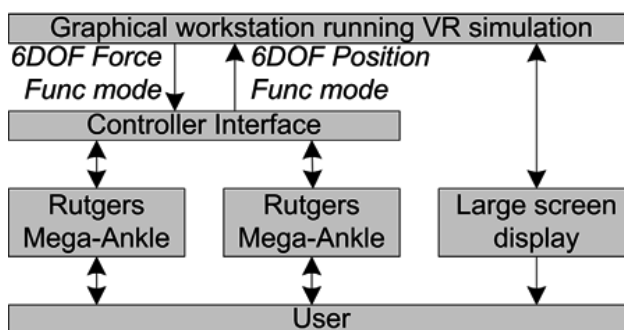 Graphical workstation running VR simulation
6DOF Force 6DOF Position
Func mode Func mode
Controller Interface
Rutgers Rutgers Large screen
Mega-Ankle Mega-Ankle display
User